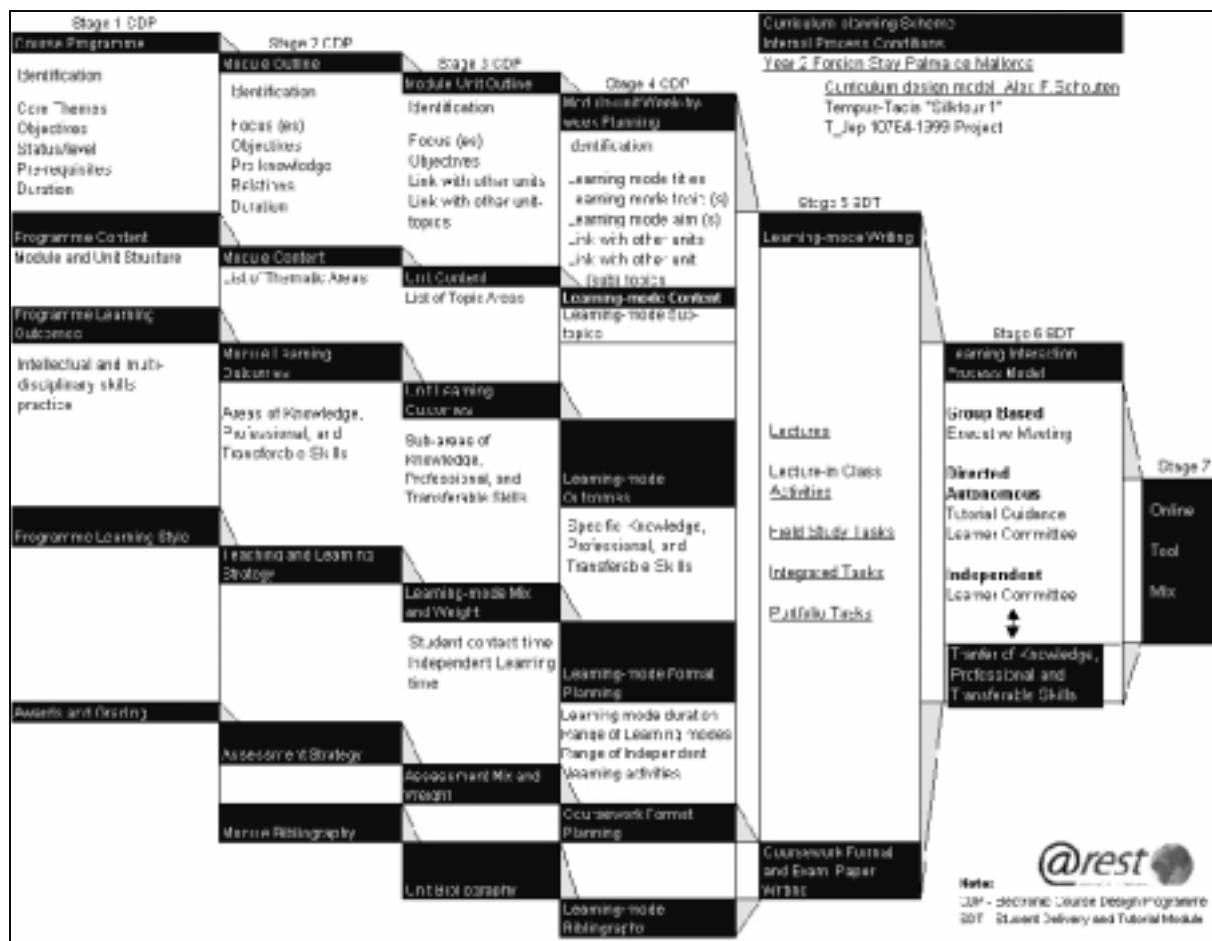 Stage 1 CDP
Course Programme
Identification
Core Themes
Objectives
Status/level
Pre-requisites
Duration
Programme Content
Module and Unit Structure
Programme Learning
Outcomes
Intellectual and multi-
disciplinary skills
practice
Programme Learning Style
Awards and Grading
Stage 2 CDP
Module Outline
Identification
Focus (es)
Objectives
Pre knowledge
Relations
Duration
Module Content
List of Thematic Areas
Module Learning
Outcomes
Areas of Knowledge,
Professional, and
Transferable Skills
Teaching and Learning
Strategy
Assessment Strategy
Module Bibliography
Stage 3 CDP
Module Unit Outline
Identification
Focus (es)
Objectives
Link with other units
Link with other unit-
topics
Unit Content
List of Topic Areas
Unit Learning
Outcomes
Sub-areas of
Knowledge,
Professional, and
Transferable Skills
Learning-mode Mix
and Weight
Student contact time
Independent Learning
time
Assessment Mix and
Weight
Unit Bibliography
Stage 4 CDP
Module unit Week-by-
week Planning
Identification
Learning mode titles
Learning mode topic (s)
Learning mode aim (s)
Link with other units
Link with other unit
(sub) topics
Learning-mode Content
Learning-mode Sub-
topics
Learning-mode
Outcomes
Specific Knowledge,
Professional, and
Transferable Skills
Learning-mode Format
Planning
Learning mode duration
Range of Learning modes
Range of Independent
learning activities
Coursework Format
Planning
Learning-mode
Bibliography
Curriculum planning Scheme
Internal Process Conditions
Year 2 Foreign Stay Palma de Mallorca
Curriculum design model Alex F.Schouten
Tempus-Tacis "Silktour 1"
T_Jep 10764-1999 Project
Stage 5 SDT
Learning-mode Writing
Lectures
Lecture-in Class
Activities
Field Study Tasks
Integrated Tasks
Portfolio Tasks
Coursework Format
and Exam Paper
Writing
Stage 6 SDT
Learning Interaction
Process Model
Group Based
Executive Meeting
Directed
Autonomous
Tutorial Guidance
Learner Committee
Independent
Learner Committee
Tranfer of Knowledge,
Professional and
Transferable Skills
Stage 7
Online
Tool
Mix
@rest
Note:
CDP - Electronic Course Design Programme
SDT - Student Delivery and Tutorial Module